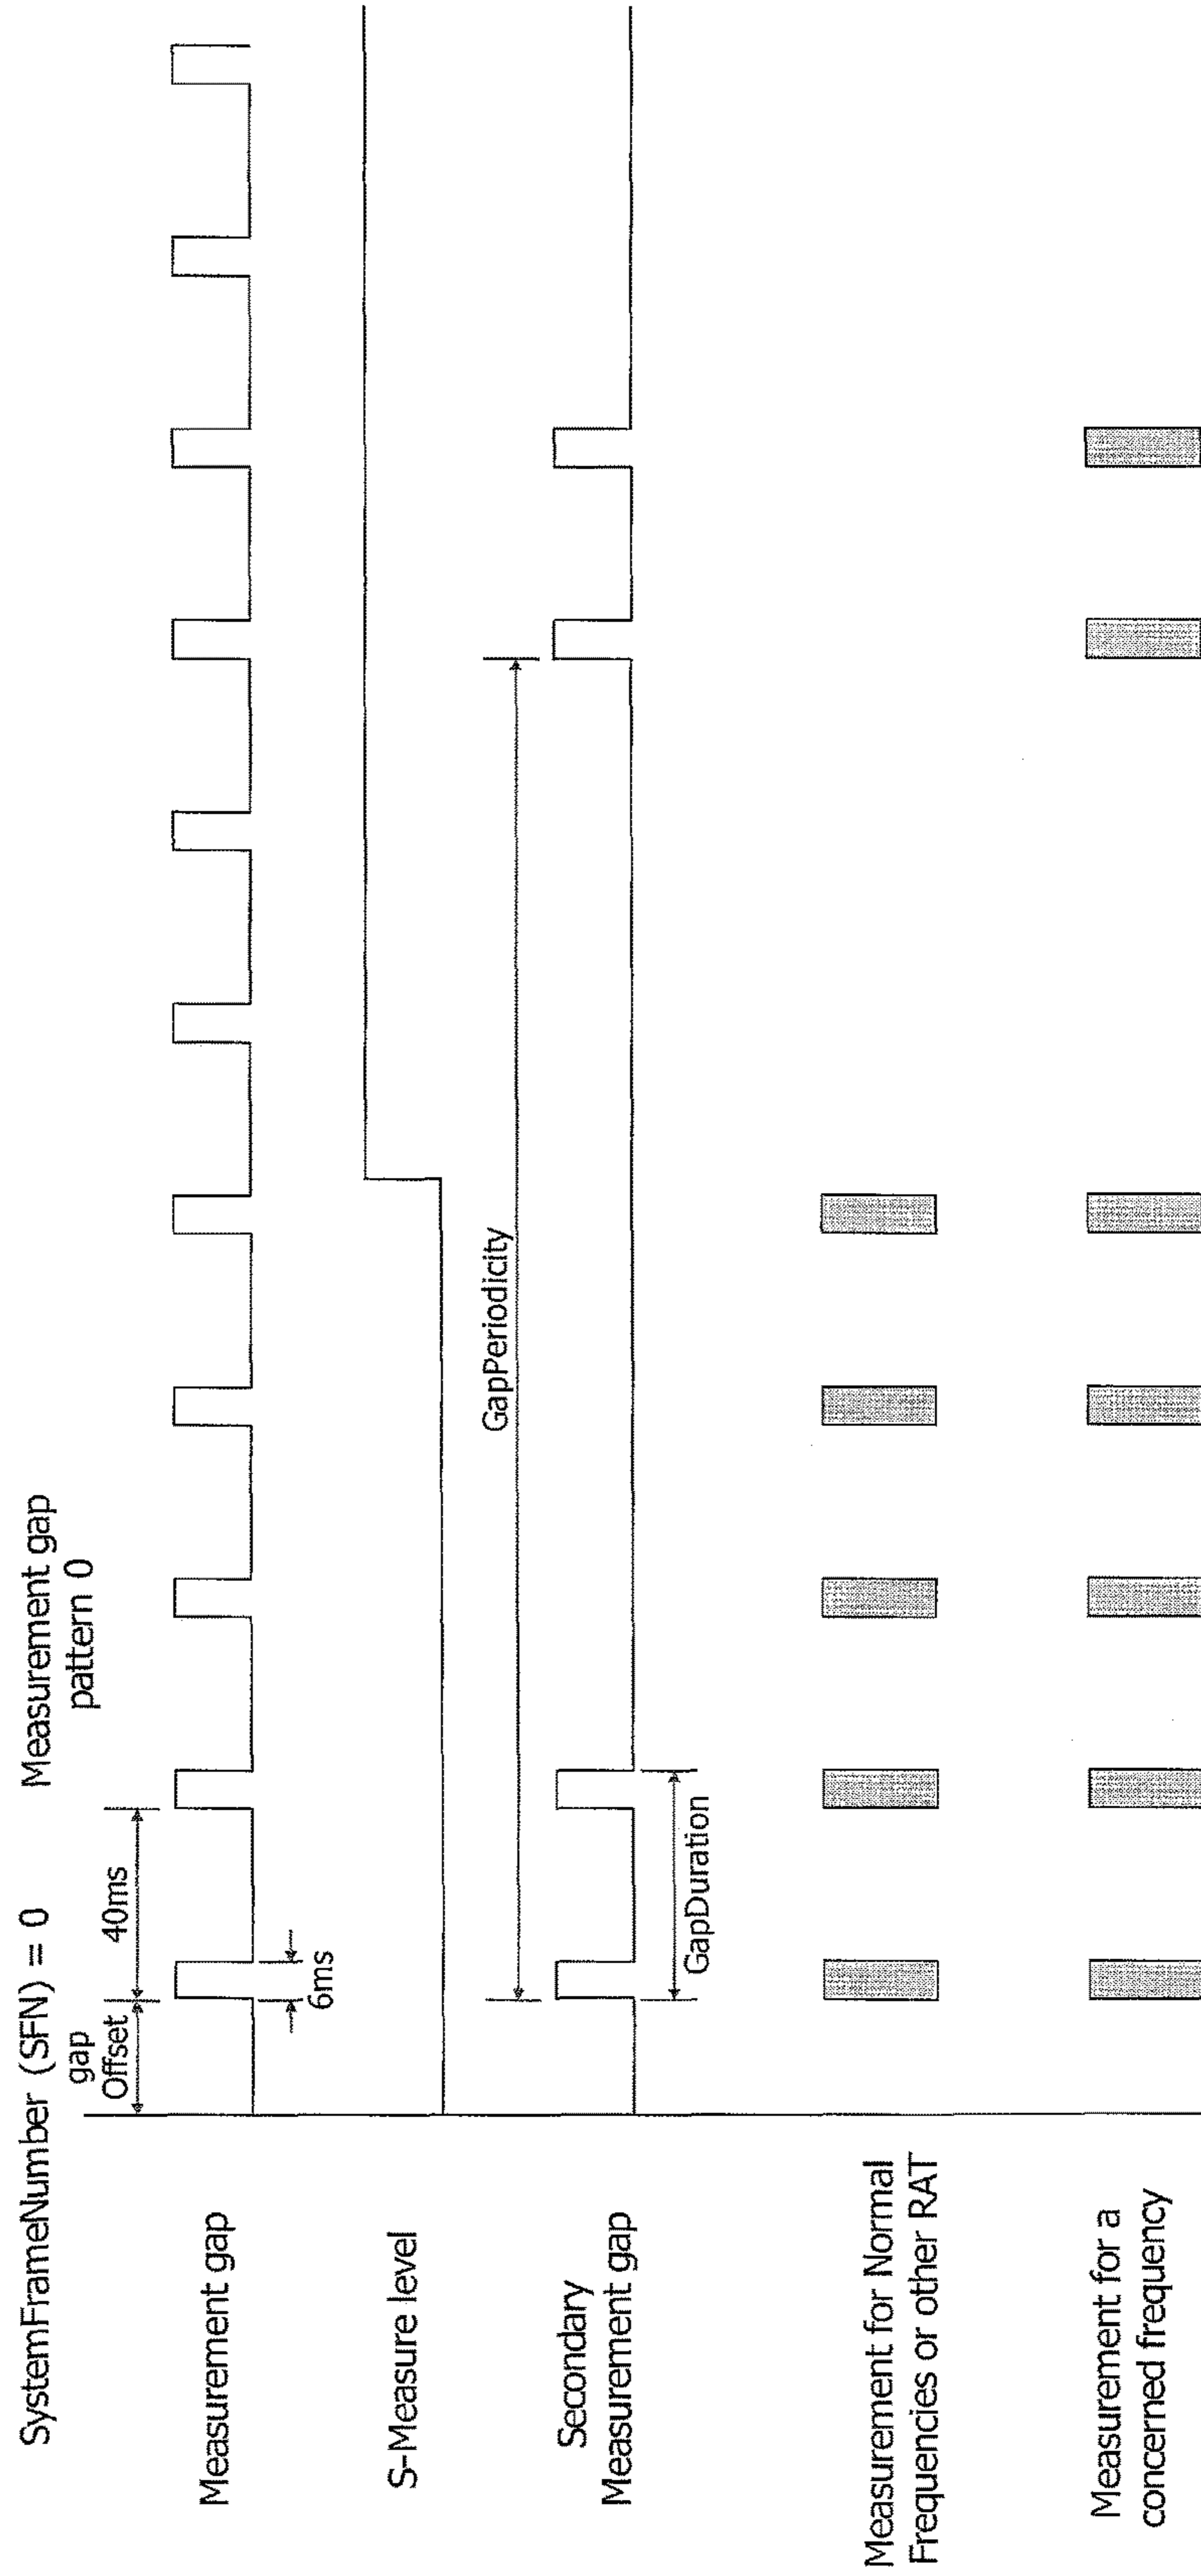 SystemFrameNumber (SFN) = 0
Measurement gap
pattern 0
gap
Offset
40ms
6ms
Measurement gap
S-Measure level
GapPeriodicity
Secondary
Measurement gap
GapDuration
Measurement for Normal
Frequencies or other RAT
Measurement for a
concerned frequency